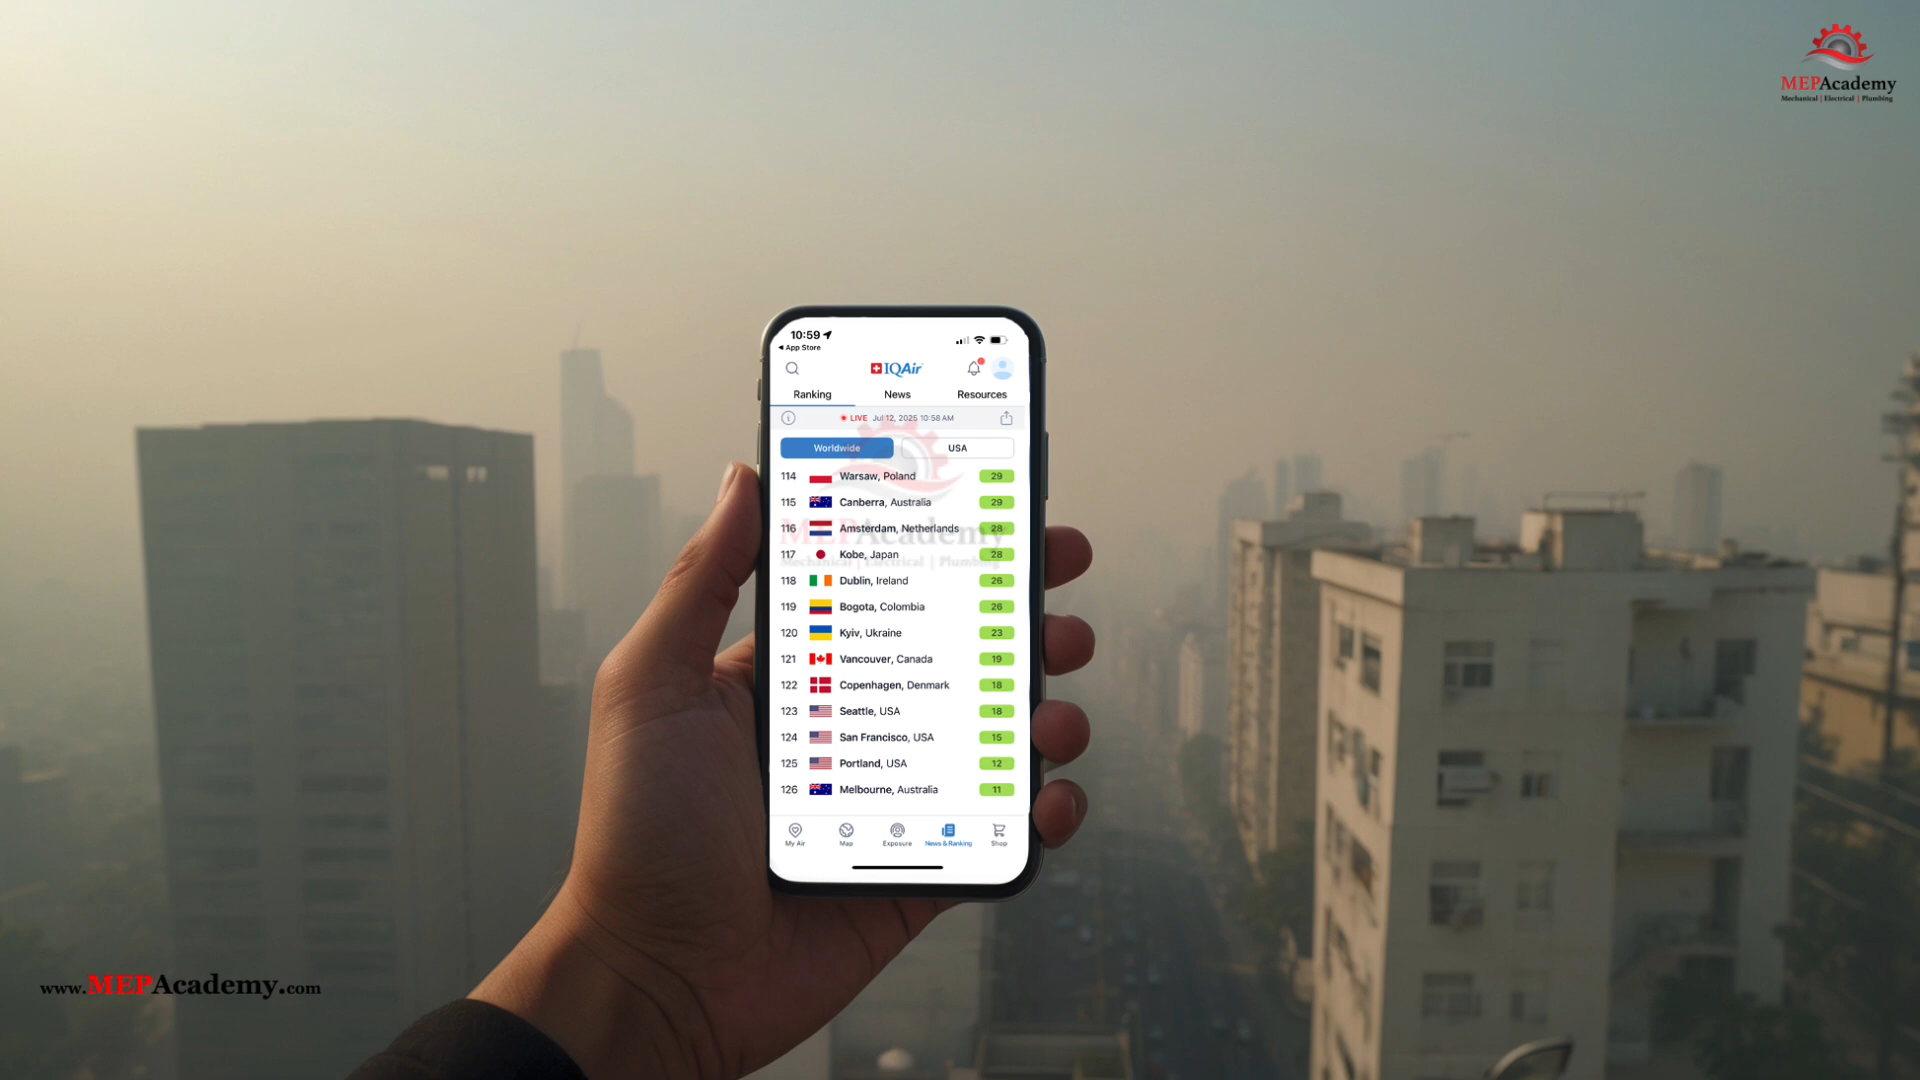 MEPAcademy
Mechanical | Electrical | Plumbing
10:59
◀ App Store
IQAir
Ranking News Resources
LIVE Jul 12, 2025 10:58 AM
Worldwide USA
114 Warsaw, Poland 29
115 Canberra, Australia 29
116 Amsterdam, Netherlands 28
117 Kobe, Japan 28
118 Dublin, Ireland 26
119 Bogota, Colombia 26
120 Kyiv, Ukraine 23
121 Vancouver, Canada 19
122 Copenhagen, Denmark 18
123 Seattle, USA 18
124 San Francisco, USA 15
125 Portland, USA 12
126 Melbourne, Australia 11
MEPAcademy
Mechanical | Electrical | Plumbing
My Air Map Exposure News & Ranking Shop
www.MEPAcademy.com